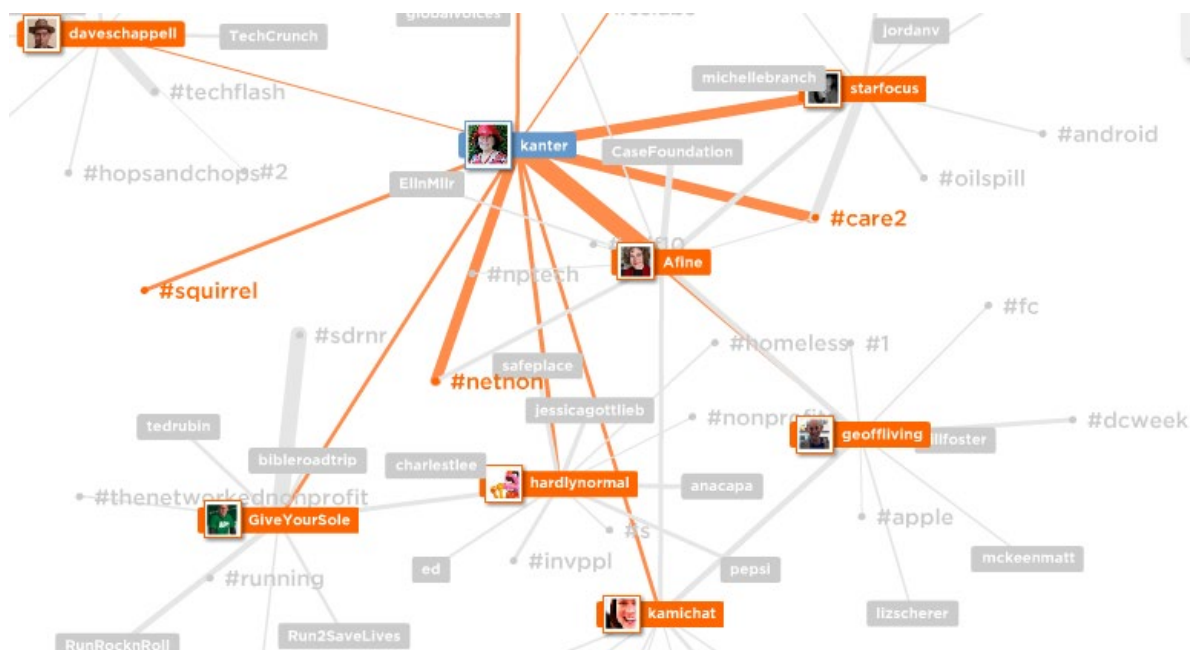 globalvoices
daveschappell
TechCrunch
jordanv
michellebranch
starfocus
#techflash
#android
kanter
CaseFoundation
#hopsandchops
#2
EllnMllr
#oilspill
#care2
Afine
#nptech
#squirrel
#fc
#sdrnr
#homeless
#1
safeplace
#netnon
jessicagottlieb
#nonprofit
#dcweek
tedrubin
geoffliving
illfoster
bibleroadtrip
charlestlee
hardlynormal
anacapa
#thenetworkednonprofit
GiveYourSole
#apple
#s
#invppl
mckeenmatt
ed
pepsi
#running
kamichat
lizscherer
Run2SaveLives
RunRocknRoll